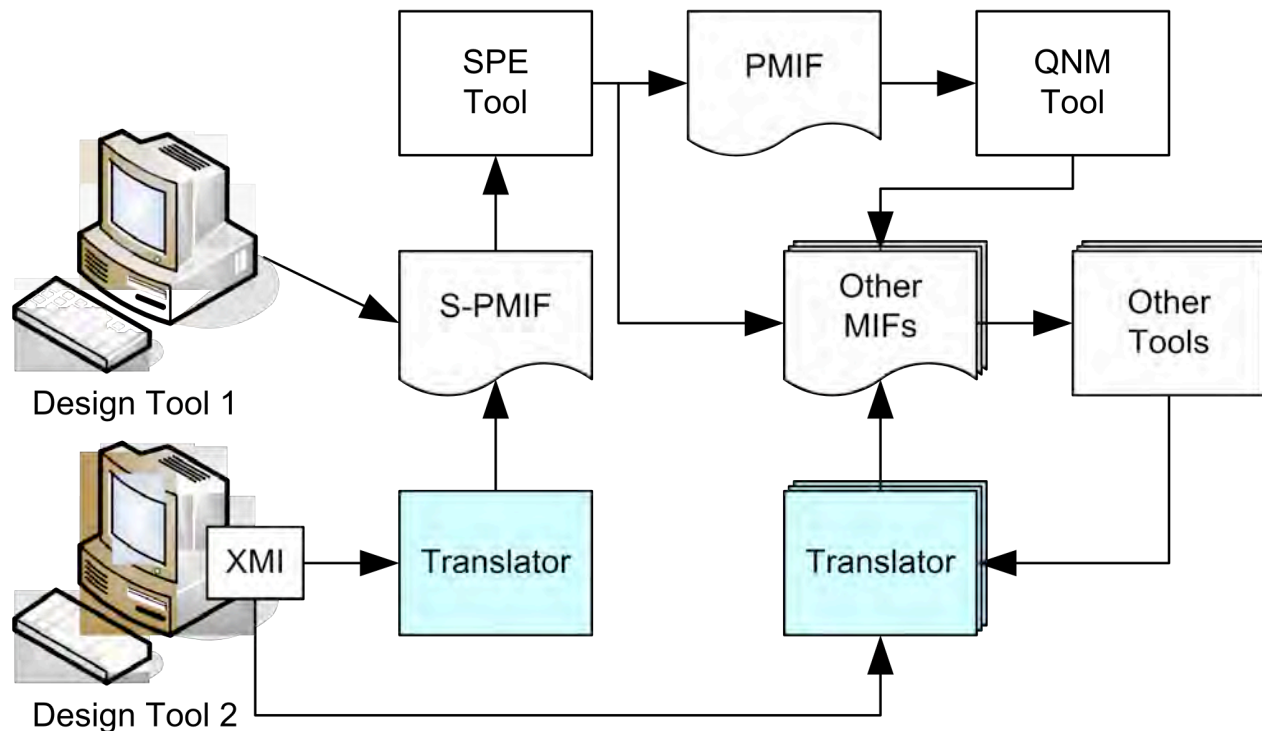 SPE
Tool
PMIF
QNM
Tool
S-PMIF
Other
MIFs
Other
Tools
Design Tool 1
XMI
Translator
Translator
Design Tool 2